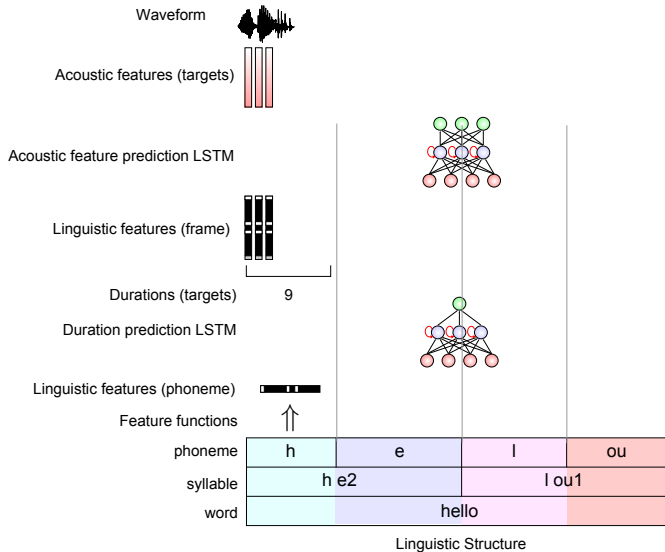 Waveform
Acoustic features (targets)
Acoustic feature prediction LSTM
Linguistic features (frame)
Durations (targets) 9
Duration prediction LSTM
Linguistic features (phoneme)
Feature functions
phoneme h e l ou
syllable h e2 l ou1
word hello
Linguistic Structure